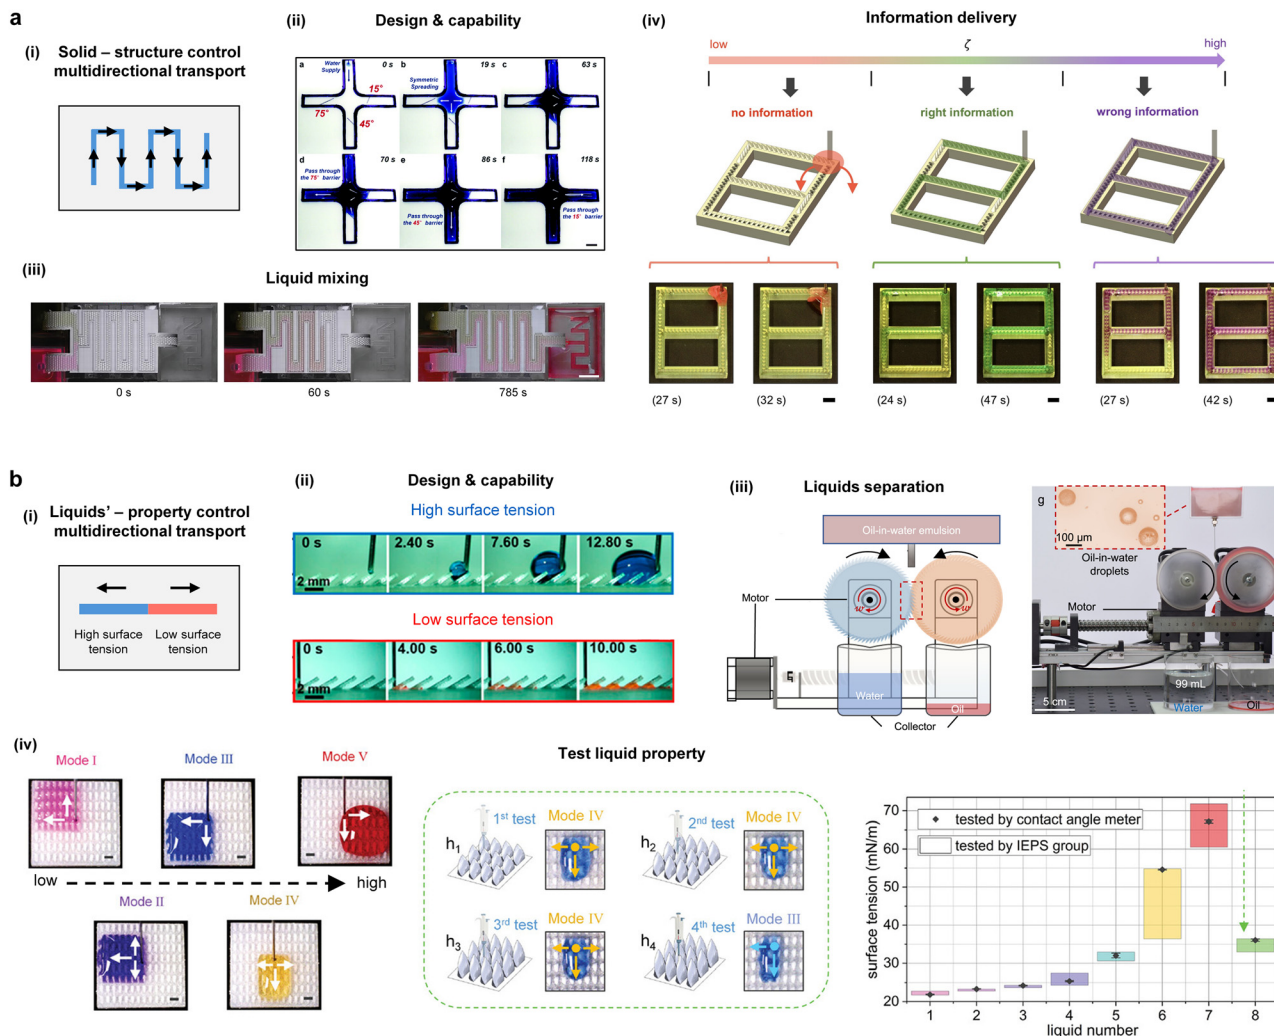 a
(i)
Solid – structure control
multidirectional transport
(ii)
Design & capability
a
Water
Supply
0 s
15°
75°
45°
b
19 s
Symmetric
Spreading
c
63 s
d
70 s
Pass through
the 75° barrier
e
86 s
Pass through
the 45° barrier
f
118 s
Pass through
the 15° barrier
(iii)
Liquid mixing
0 s
60 s
785 s
(iv)
Information delivery
low
ζ
high
no information
right information
wrong information
(27 s)
(32 s)
(24 s)
(47 s)
(27 s)
(42 s)
b
(i)
Liquids' – property control
multidirectional transport
High surface
tension
Low surface
tension
(ii)
Design & capability
High surface tension
0 s
2.40 s
7.60 s
12.80 s
2 mm
Low surface tension
0 s
4.00 s
6.00 s
10.00 s
2 mm
(iii)
Liquids separation
Oil-in-water emulsion
Motor
w
w
Water
Oil
Collector
g
100 μm
Oil-in-water
droplets
Motor
99 mL
5 cm
Water
Oil
(iv)
Mode I
Mode III
Mode V
low
high
Mode II
Mode IV
Test liquid property
h1
1st test
Mode IV
h2
2nd test
Mode IV
h3
3rd test
Mode IV
h4
4th test
Mode III
surface tension (mN/m)
70
60
50
40
30
20
tested by contact angle meter
tested by IEPS group
1
2
3
4
5
6
7
8
liquid number